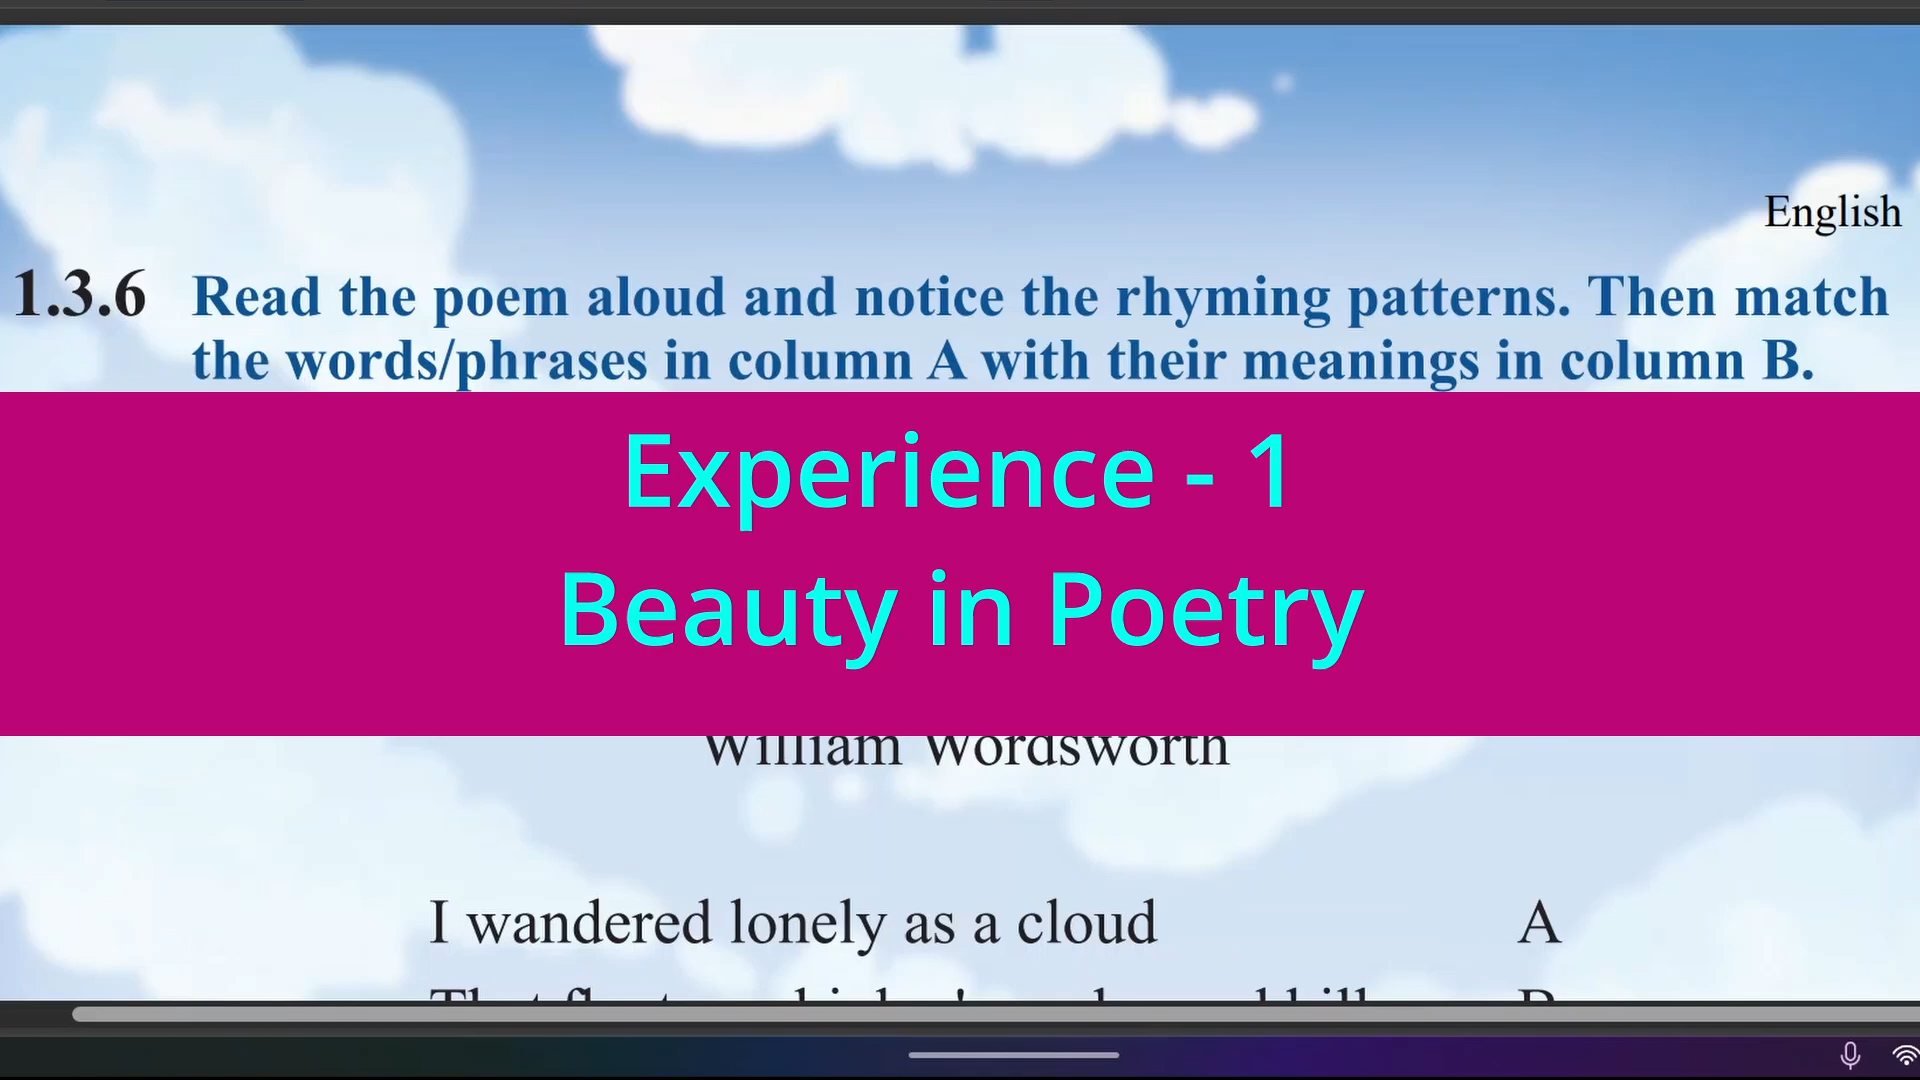 English
1.3.6 Read the poem aloud and notice the rhyming patterns. Then match
the words/phrases in column A with their meanings in column B.
Experience - 1
Beauty in Poetry
William Wordsworth
I wandered lonely as a cloud A